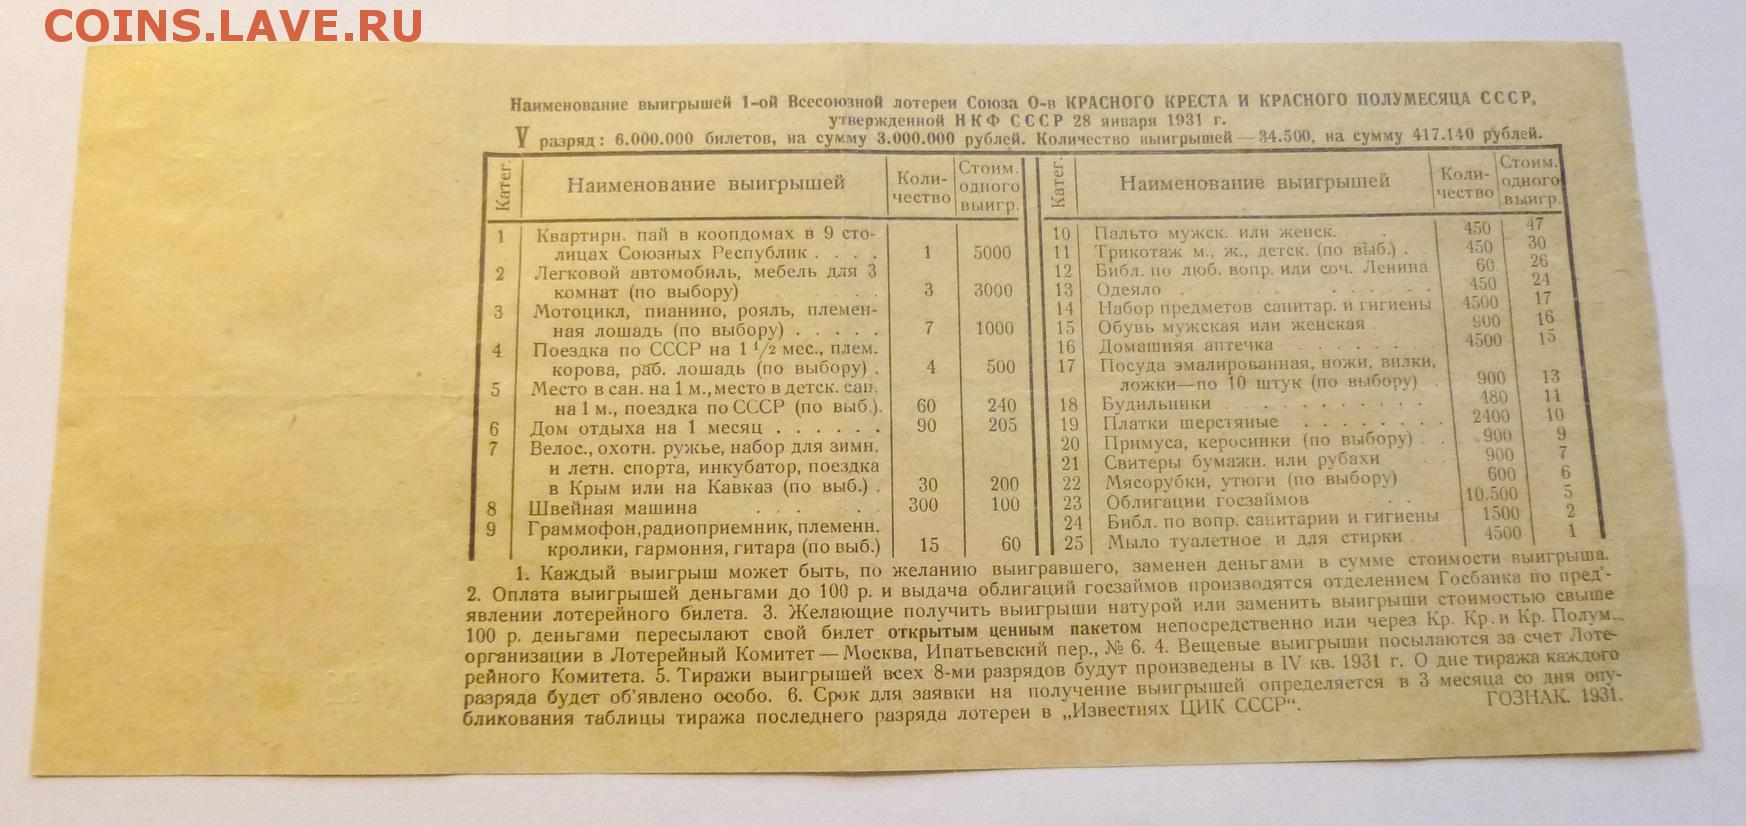 COINS.LAVE.RU
Наименование выигрышей 1-ой Всесоюзной лотереи Союза О-в КРАСНОГО КРЕСТА И КРАСНОГО ПОЛУМЕСЯЦА СССР,
утвержденной НКФ СССР 28 января 1931 г.
V разряд: 6.000.000 билетов, на сумму 3.000.000 рублей. Количество выигрышей — 34.500, на сумму 417.140 рублей.
Катег. Наименование выигрышей Коли- Стоим.
чество одного
выигр.
1 Квартирн. пай в коопдомах в 9 сто-
лицах Союзных Республик . . . . 1 5000
2 Легковой автомобиль, мебель для 3
комнат (по выбору) . . . 3 3000
3 Мотоцикл, пианино, рояль, племен-
ная лошадь (по выбору) . . . . . 7 1000
4 Поездка по СССР на 1 1/2 мес., плем.
корова, раб. лошадь (по выбору) . 4 500
5 Место в сан. на 1 м., место в детск. сан.
на 1 м., поездка по СССР (по выб.). 60 240
6 Дом отдыха на 1 месяц . . . . . . 90 205
7 Велос., охотн. ружье, набор для зимн.
и летн. спорта, инкубатор, поездка
в Крым или на Кавказ (по выб.) . 30 200
8 Швейная машина . . . . . 300 100
9 Граммофон, радиоприемник, племенн.
кролики, гармония, гитара (по выб.) 15 60
Катег. Наименование выигрышей Коли- Стоим.
чество одного
выигр.
10 Пальто мужск. или женск. . 450 47
11 Трикотаж м., ж., детск. (по выб.) . 450 30
12 Библ. по люб. вопр. или соч. Ленина 60 26
13 Одеяло . . . . . . . 450 24
14 Набор предметов санитар. и гигиены 4500 17
15 Обувь мужская или женская . 900 16
16 Домашняя аптечка . . . . . . 4500 15
17 Посуда эмалированная, ножи, вилки,
ложки—по 10 штук (по выбору) . 900 13
18 Будильники . . . . . . . . . . 480 11
19 Платки шерстяные . . . . . . . 2400 10
20 Примуса, керосинки (по выбору) . . 900 9
21 Свитеры бумажн. или рубахи . . 900 7
22 Мясорубки, утюги (по выбору) 600 6
23 Облигации госзаймов . . . 10.500 5
24 Библ. по вопр. санитарии и гигиены 1500 2
25 Мыло туалетное и для стирки . 4500 1
1. Каждый выигрыш может быть, по желанию выигравшего, заменен деньгами в сумме стоимости выигрыша.
2. Оплата выигрышей деньгами до 100 р. и выдача облигаций госзаймов производятся отделением Госбанка по пред'-
явлении лотерейного билета. 3. Желающие получить выигрыши натурой или заменить выигрыши стоимостью свыше
100 р. деньгами пересылают свой билет открытым ценным пакетом непосредственно или через Кр. Кр. и Кр. Полум.
организации в Лотерейный Комитет — Москва, Ипатьевский пер., № 6. 4. Вещевые выигрыши посылаются за счет Лоте-
рейного Комитета. 5. Тиражи выигрышей всех 8-ми разрядов будут произведены в IV кв. 1931 г. О дне тиража каждого
разряда будет об'явлено особо. 6. Срок для заявки на получение выигрышей определяется в 3 месяца со дня опу-
бликования таблицы тиража последнего разряда лотереи в „Известиях ЦИК СССР“. ГОЗНАК. 1931.